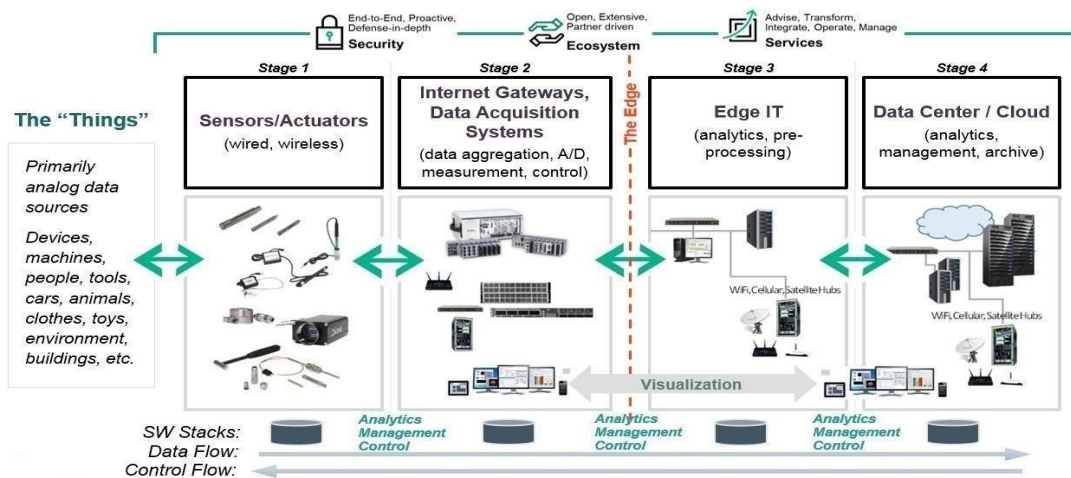 End-to-End, Proactive,
Defense-in-depth
Security
Open, Extensive,
Partner driven
Ecosystem
Advise, Transform,
Integrate, Operate, Manage
Services
The “Things”
Primarily
analog data
sources
Devices,
machines,
people, tools,
cars, animals,
clothes, toys,
environment,
buildings, etc.
Stage 1
Sensors/Actuators
(wired, wireless)
Stage 2
Internet Gateways,
Data Acquisition
Systems
(data aggregation, A/D,
measurement, control)
The Edge
Stage 3
Edge IT
(analytics, pre-
processing)
Stage 4
Data Center / Cloud
(analytics,
management, archive)
WiFi, Cellular, Satellite Hubs
WiFi, Cellular, Satellite Hubs
Visualization
SW Stacks:
Analytics
Management
Control
Analytics
Management
Control
Analytics
Management
Control
Data Flow:
Control Flow: